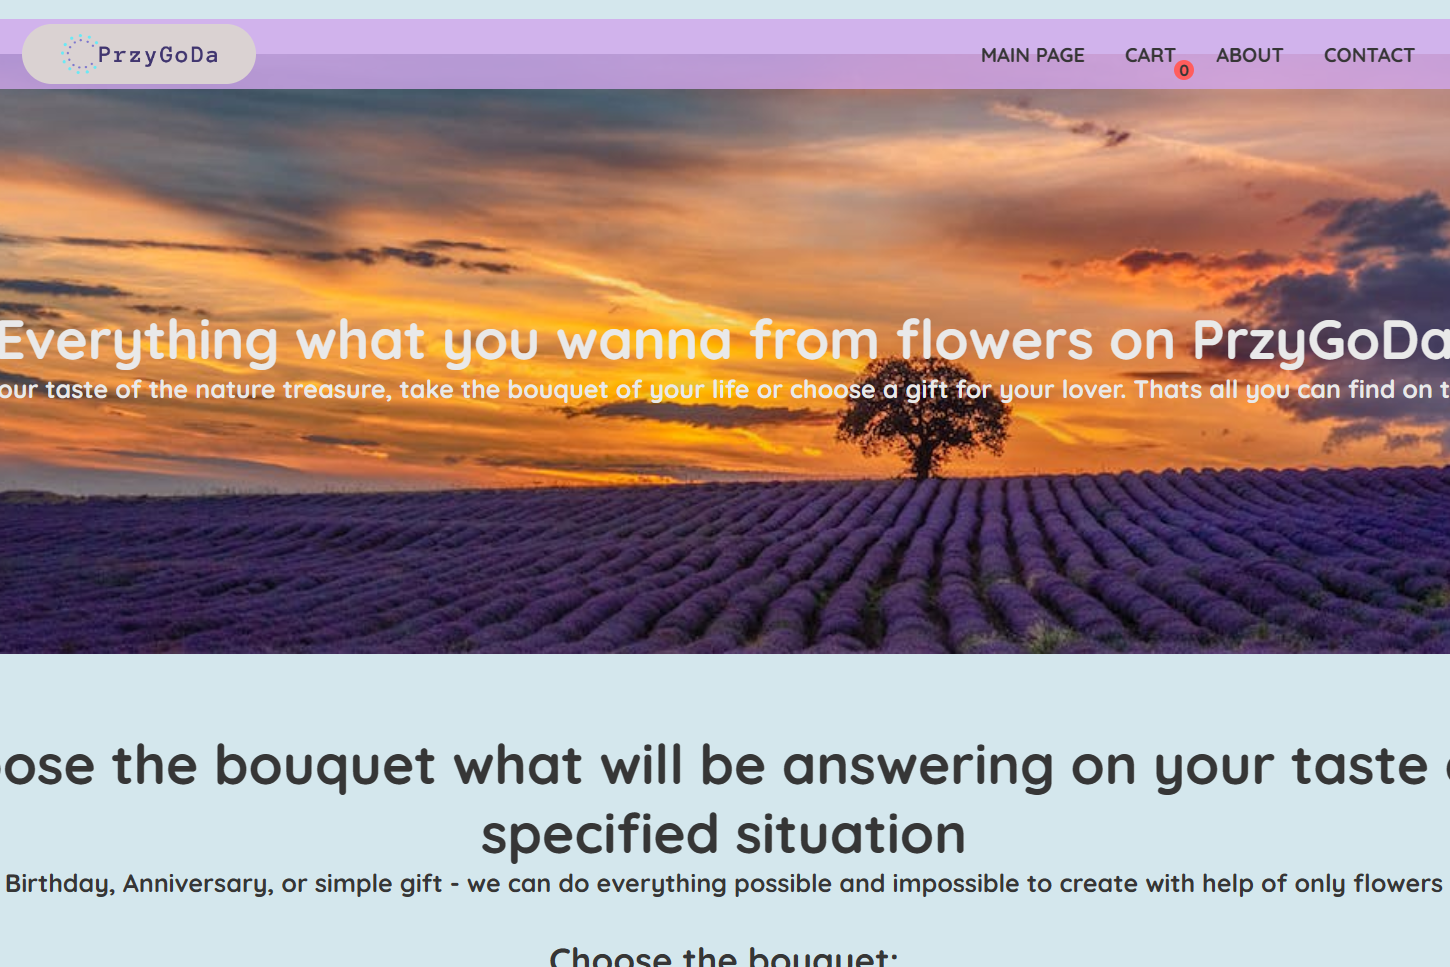 PrzyGoDa
MAIN PAGE CART ABOUT CONTACT
0
Everything what you wanna from flowers on PrzyGoDa
our taste of the nature treasure, take the bouquet of your life or choose a gift for your lover. Thats all you can find on t
oose the bouquet what will be answering on your taste
specified situation
Birthday, Anniversary, or simple gift - we can do everything possible and impossible to create with help of only flowers
Choose the bouquet: